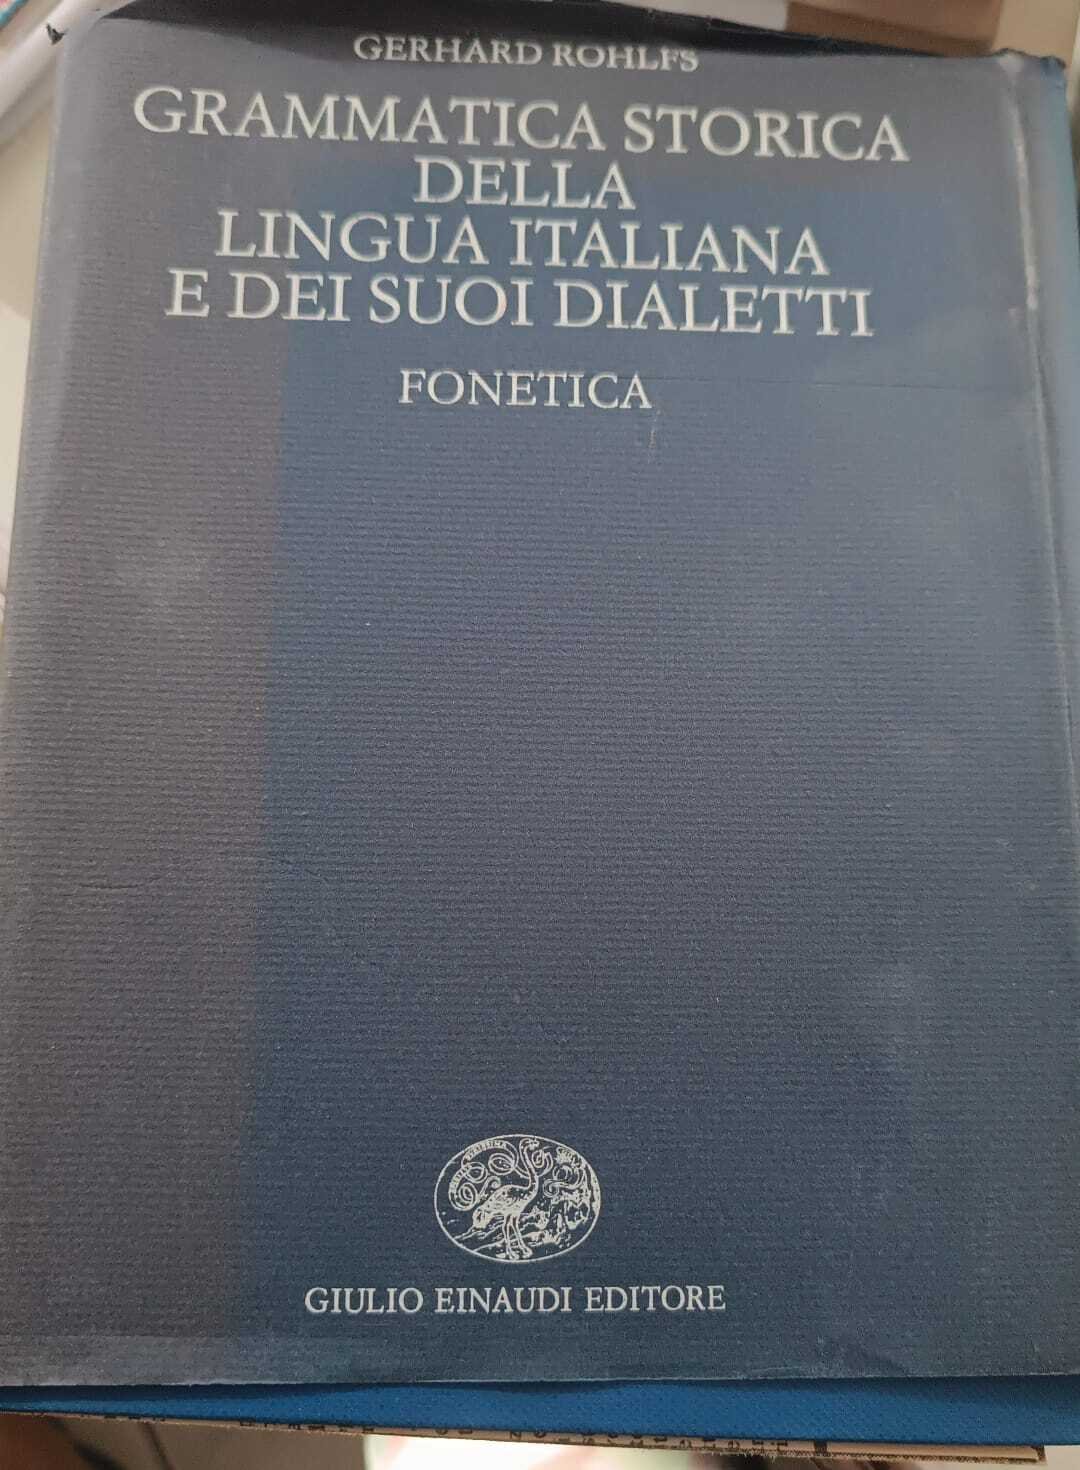 GERHARD ROHLFS
GRAMMATICA STORICA
DELLA
LINGUA ITALIANA
E DEI SUOI DIALETTI
FONETICA
GIULIO EINAUDI EDITORE